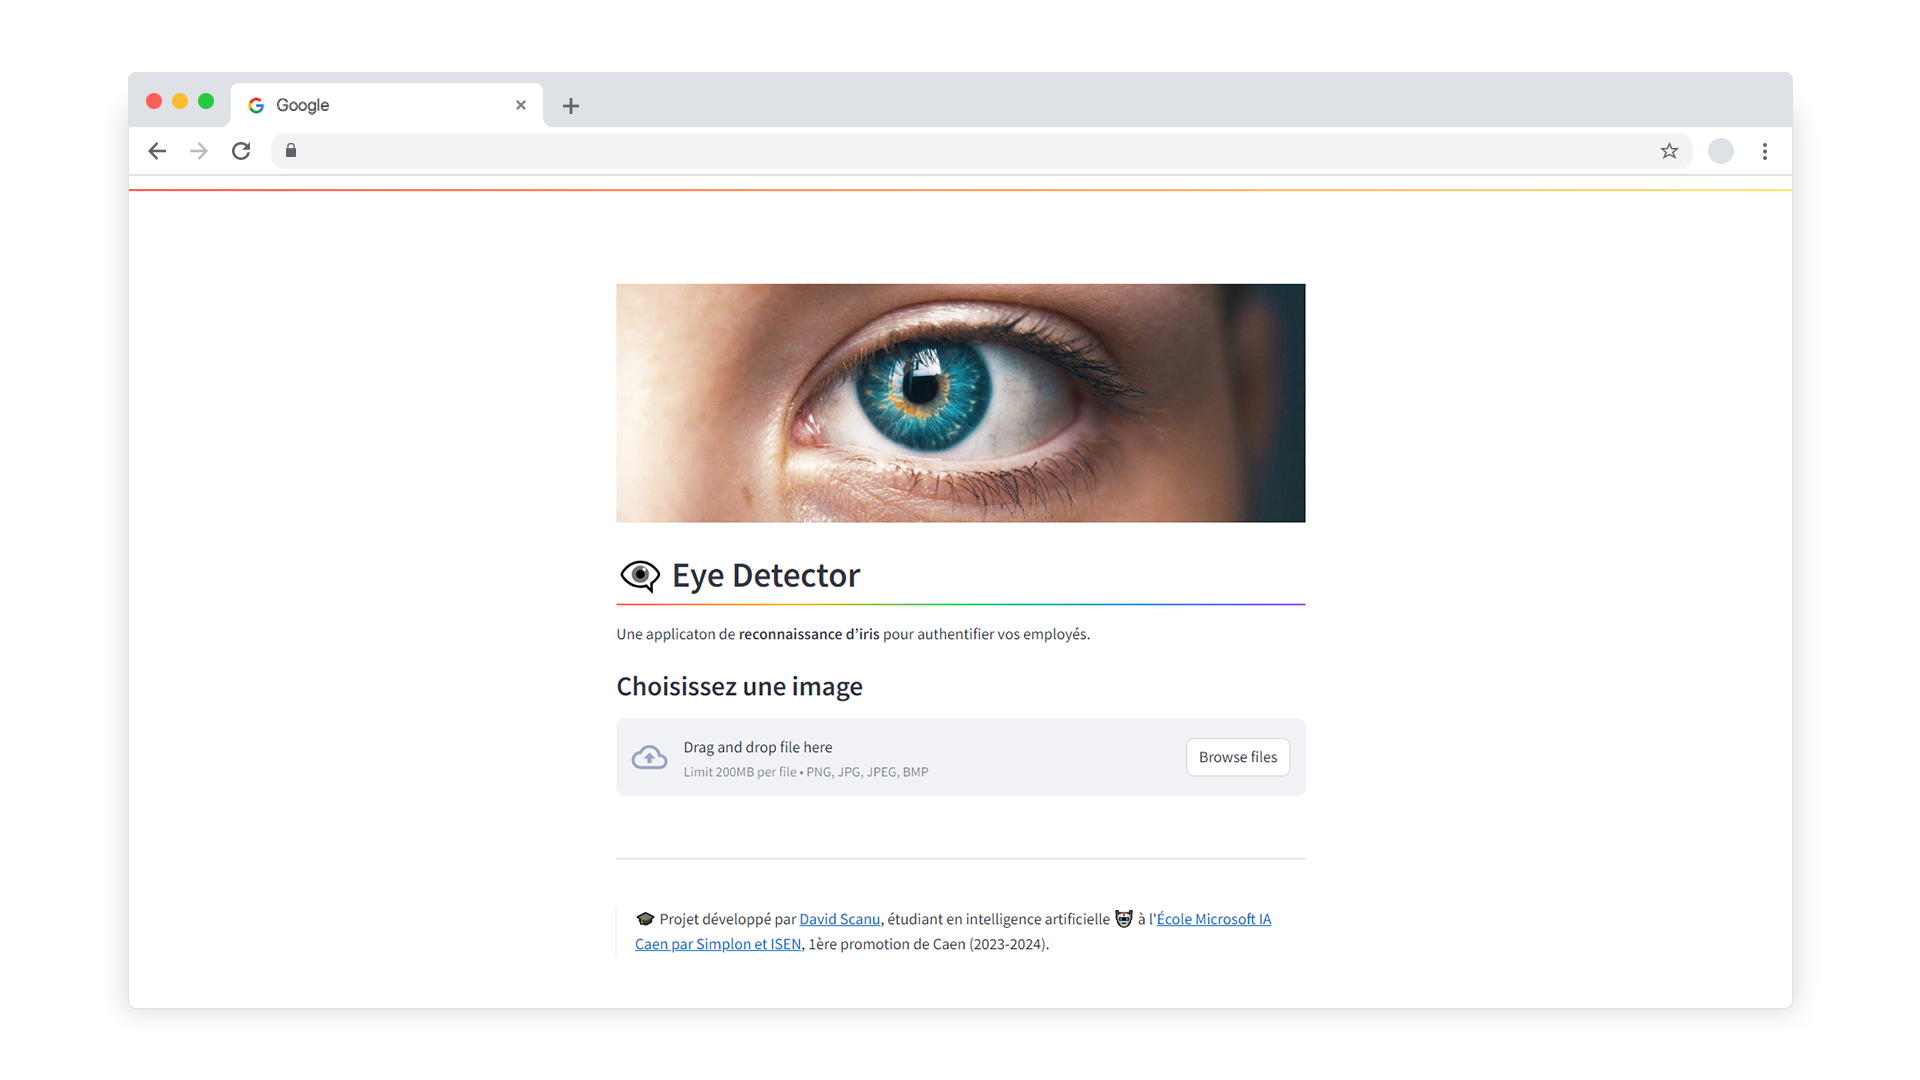 Google
Eye Detector
Une applicaton de reconnaissance d’iris pour authentifier vos employés.
Choisissez une image
Drag and drop file here
Limit 200MB per file • PNG, JPG, JPEG, BMP
Browse files
Projet développé par David Scanu, étudiant en intelligence artificielle à l'École Microsoft IA
Caen par Simplon et ISEN, 1ère promotion de Caen (2023-2024).